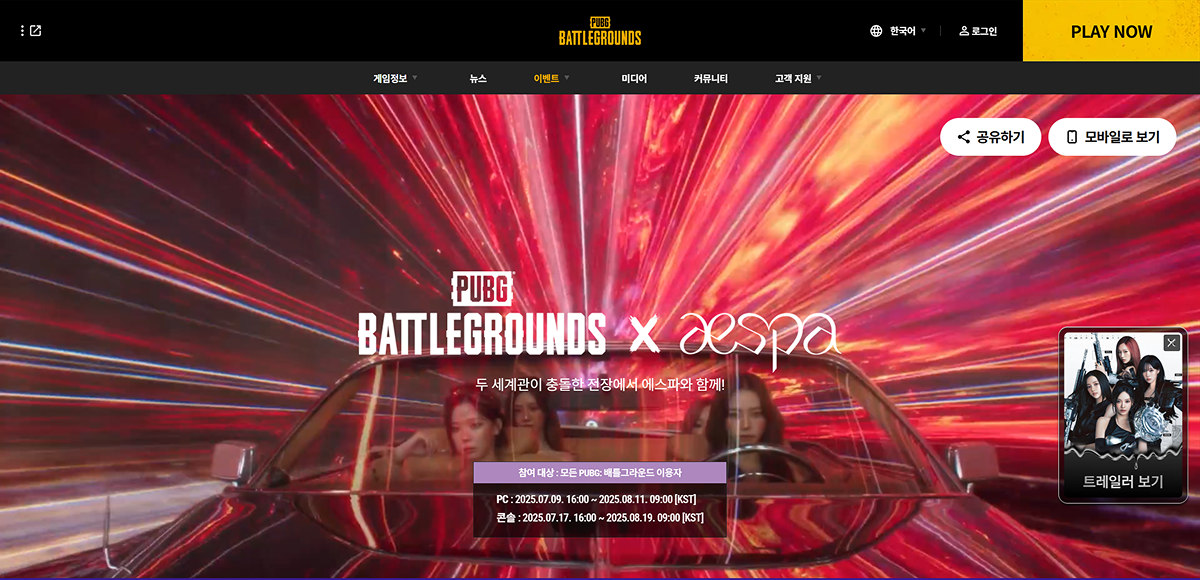 PUBG
BATTLEGROUNDS
한국어
로그인
PLAY NOW
게임정보
뉴스
이벤트
미디어
커뮤니티
고객 지원
공유하기
모바일로 보기
PUBG
BATTLEGROUNDS X aespa
두 세계관이 충돌한 전장에서 에스파와 함께!
참여 대상 : 모든 PUBG: 배틀그라운드 이용자
PC : 2025.07.09. 16:00 ~ 2025.08.11. 09:00 [KST]
콘솔 : 2025.07.17. 16:00 ~ 2025.08.19. 09:00 [KST]
트레일러 보기